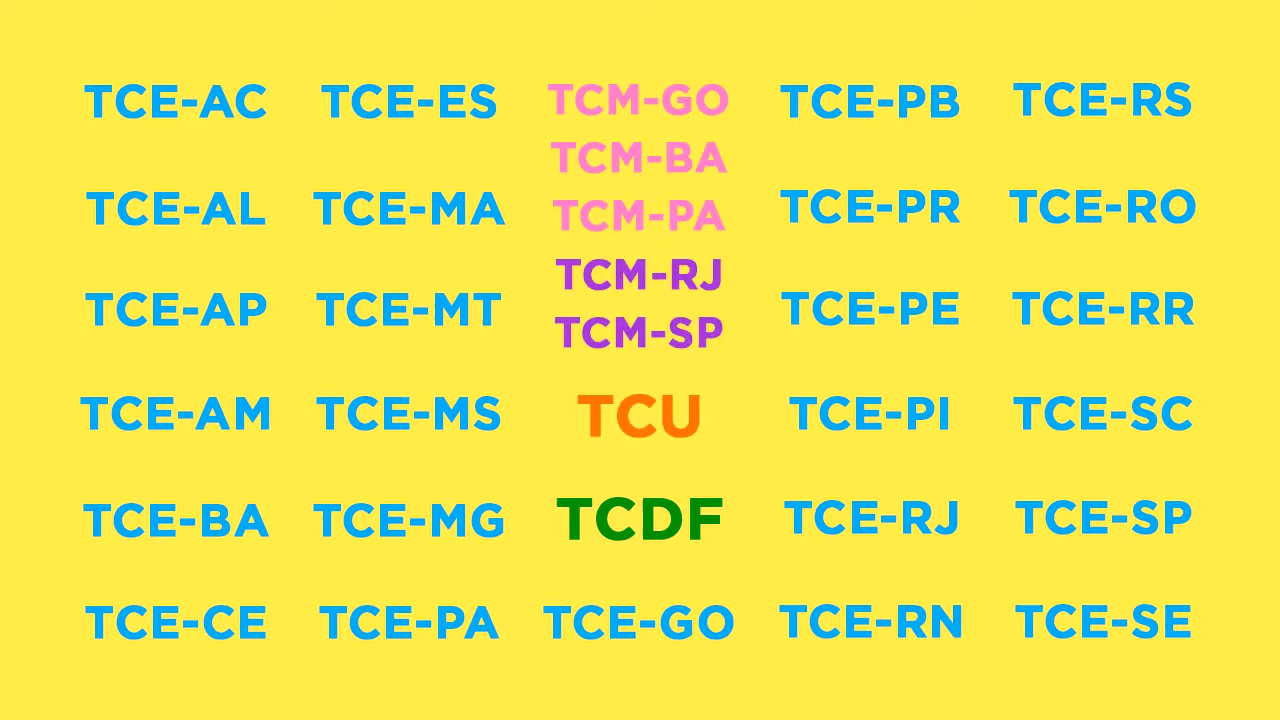 TCE-AC
TCE-AL
TCE-AP
TCE-AM
TCE-BA
TCE-CE
TCE-ES
TCE-MA
TCE-MT
TCE-MS
TCE-MG
TCE-PA
TCM-GO
TCM-BA
TCM-PA
TCM-RJ
TCM-SP
TCU
TCDF
TCE-GO
TCE-PB
TCE-PR
TCE-PE
TCE-PI
TCE-RJ
TCE-RN
TCE-RS
TCE-RO
TCE-RR
TCE-SC
TCE-SP
TCE-SE